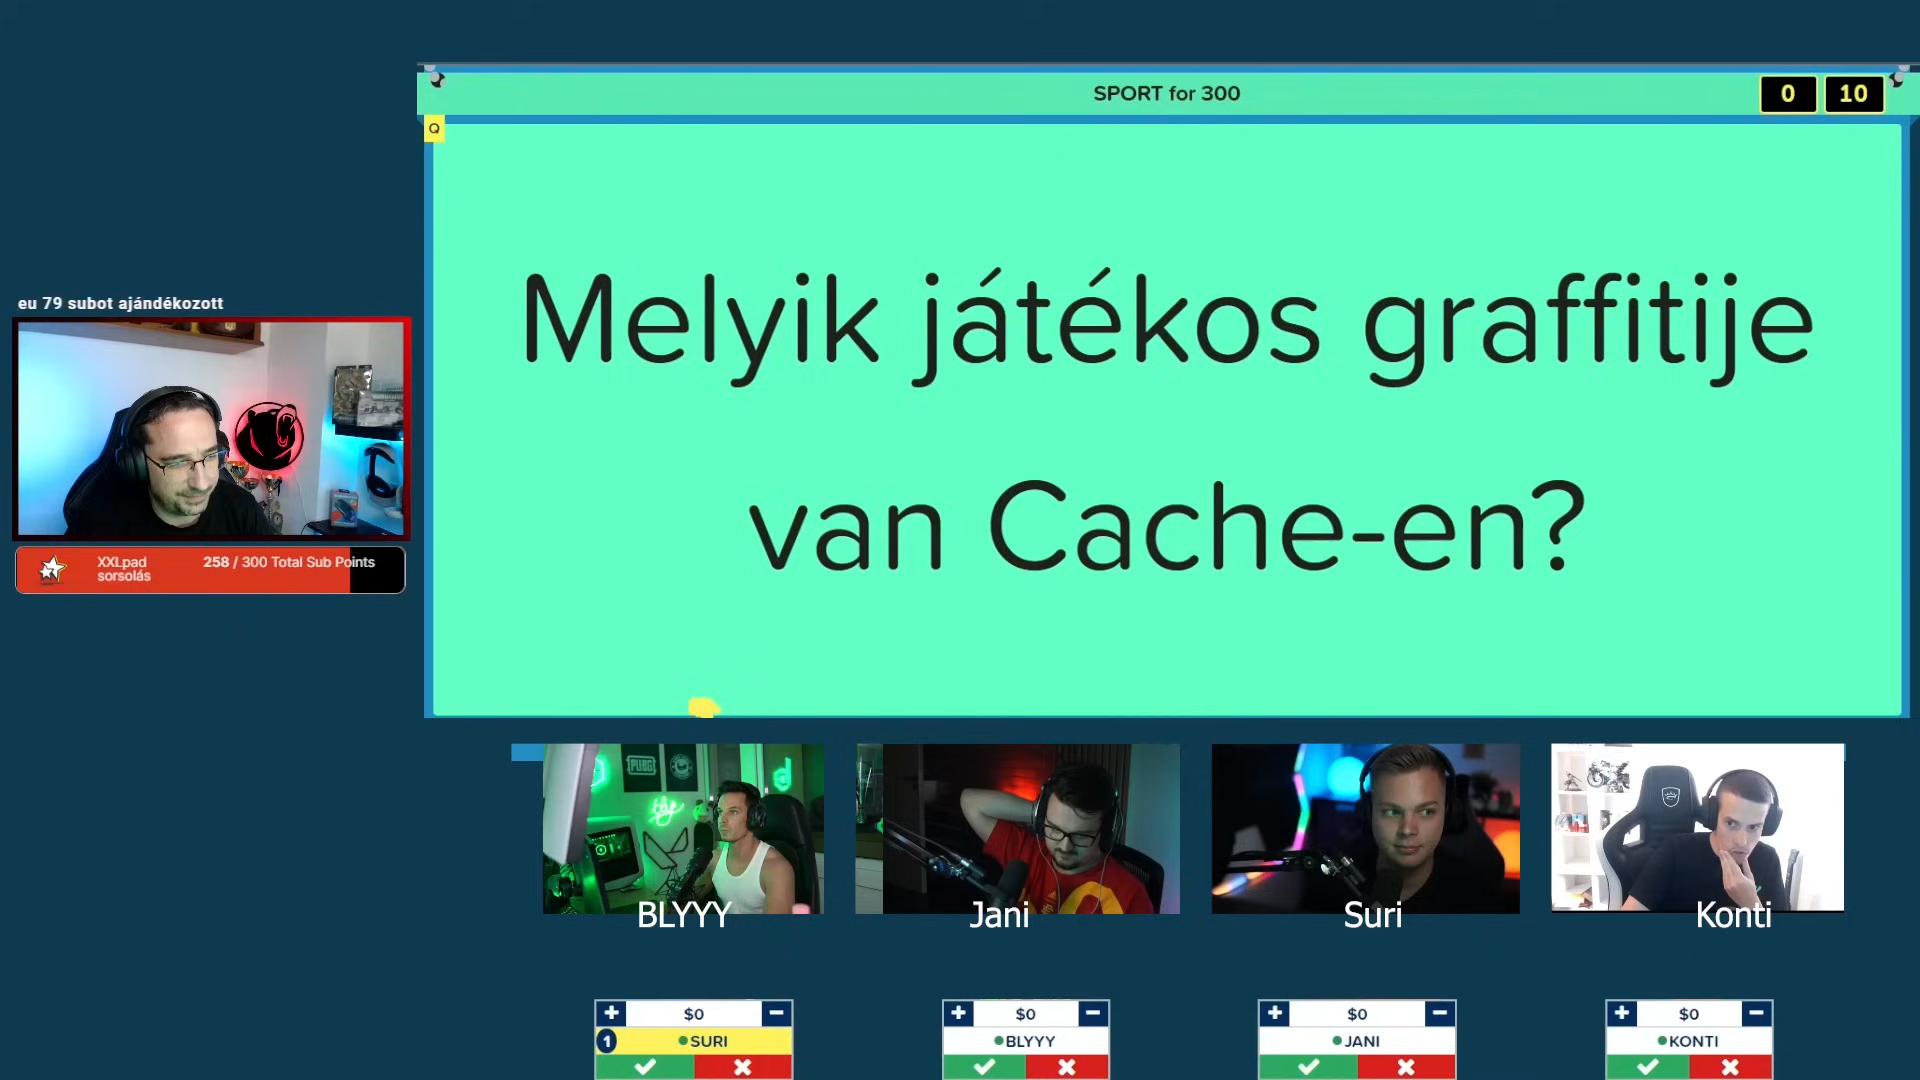 SPORT for 300
0 10
Q
Melyik játékos graffitije
van Cache-en?
eu 79 subot ajándékozott
XXLpad
sorsolás
258 / 300 Total Sub Points
PUBG
BLYYY
Jani
Suri
Konti
$0
1 SURI
$0
BLYYY
$0
JANI
$0
KONTI